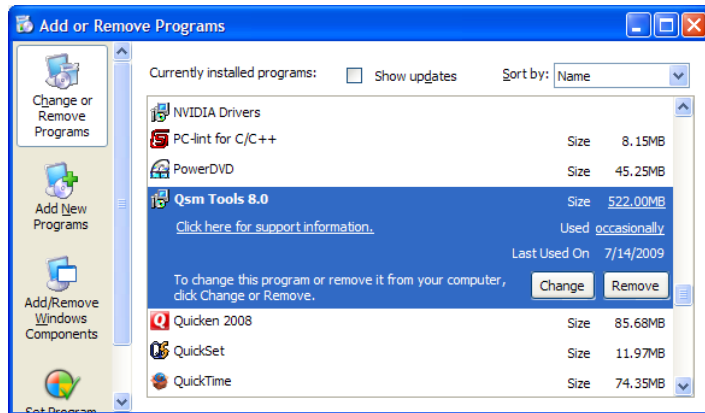 Add or Remove Programs
Change or
Remove
Programs
Add New
Programs
Add/Remove
Windows
Components
Set Program
Currently installed programs:
Show updates
Sort by: Name
NVIDIA Drivers
PC-lint for C/C++ Size 8.15MB
PowerDVD Size 45.25MB
Qsm Tools 8.0 Size 522.00MB
Click here for support information. Used occasionally
Last Used On 7/14/2009
To change this program or remove it from your computer,
click Change or Remove.
Change Remove
Quicken 2008 Size 85.68MB
QuickSet Size 11.97MB
QuickTime Size 74.35MB